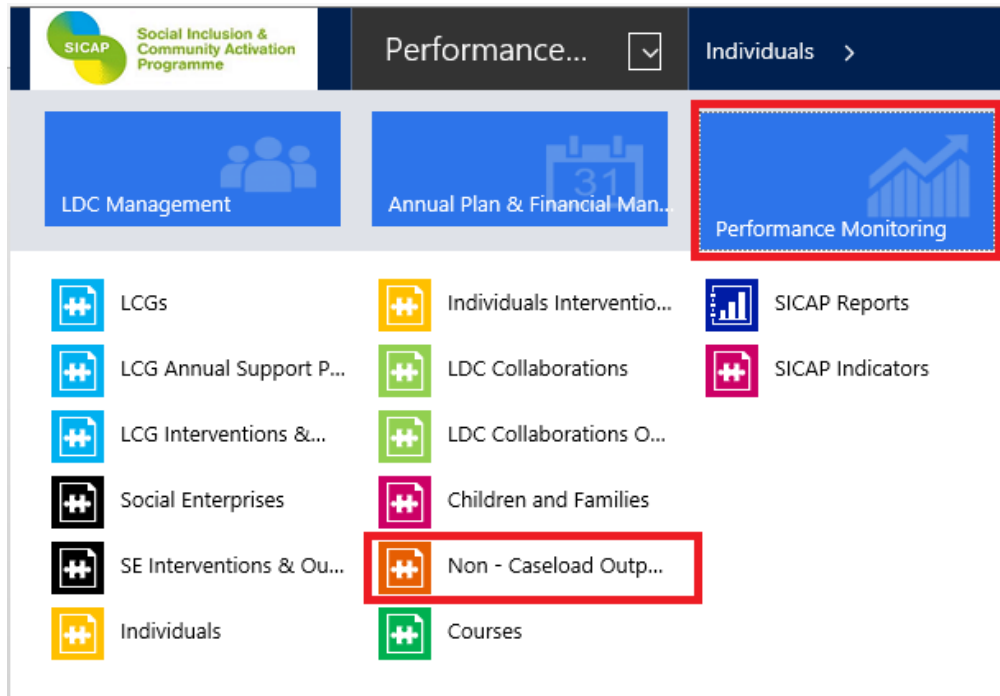 SICAP
Social Inclusion &
Community Activation
Programme
Performance...
Individuals >
LDC Management
31
Annual Plan & Financial Man...
Performance Monitoring
LCGs
LCG Annual Support P...
LCG Interventions &...
Social Enterprises
SE Interventions & Ou...
Individuals
Individuals Interventio...
LDC Collaborations
LDC Collaborations O...
Children and Families
Non - Caseload Outp...
Courses
SICAP Reports
SICAP Indicators